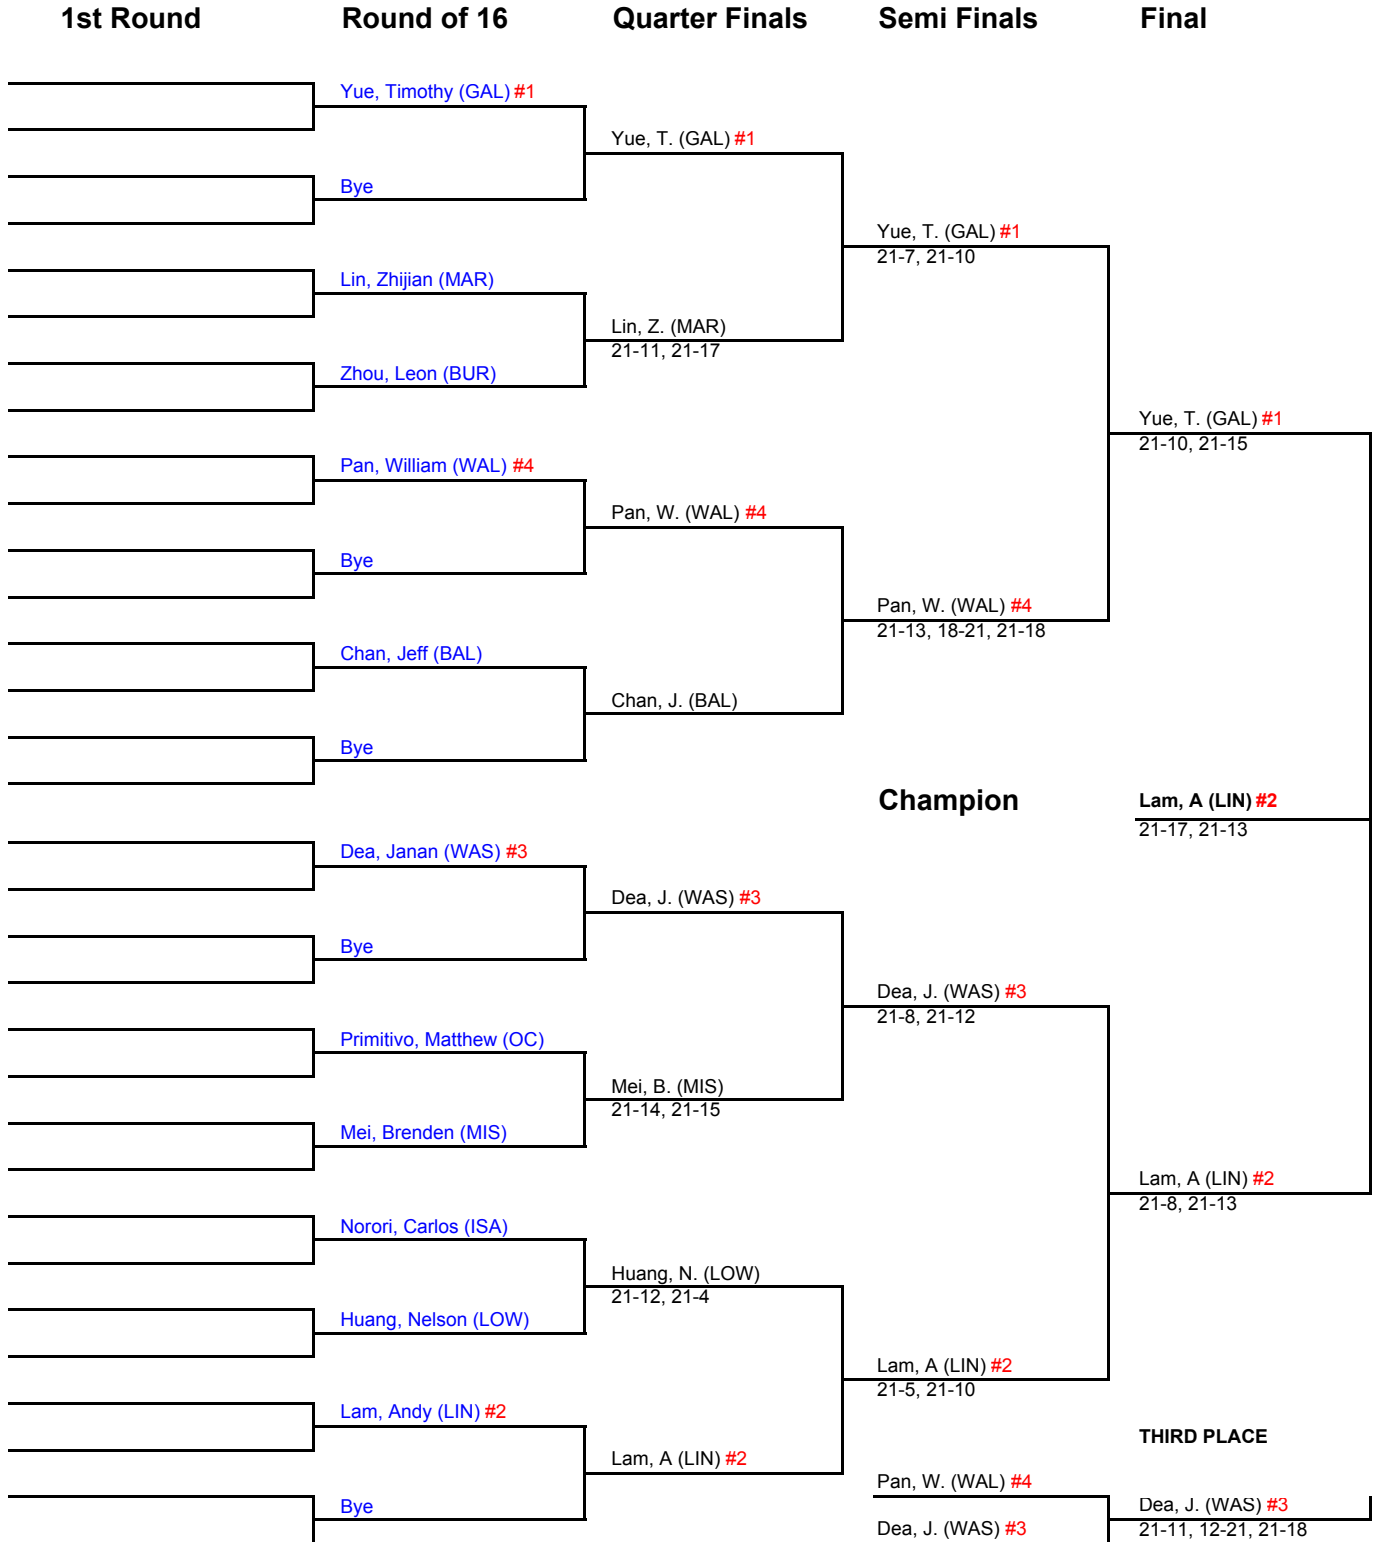 1st Round Round of 16 Quarter Finals Semi Finals Final
Yue, Timothy (GAL) #1
Yue, T. (GAL) #1
Bye
Yue, T. (GAL) #1
21-7, 21-10
Lin, Zhijian (MAR)
Lin, Z. (MAR)
21-11, 21-17
Zhou, Leon (BUR)
Yue, T. (GAL) #1
21-10, 21-15
Pan, William (WAL) #4
Pan, W. (WAL) #4
Bye
Pan, W. (WAL) #4
21-13, 18-21, 21-18
Chan, Jeff (BAL)
Chan, J. (BAL)
Bye
Champion Lam, A (LIN) #2
21-17, 21-13
Dea, Janan (WAS) #3
Dea, J. (WAS) #3
Bye
Dea, J. (WAS) #3
21-8, 21-12
Primitivo, Matthew (OC)
Mei, B. (MIS)
21-14, 21-15
Mei, Brenden (MIS)
Lam, A (LIN) #2
21-8, 21-13
Norori, Carlos (ISA)
Huang, N. (LOW)
21-12, 21-4
Huang, Nelson (LOW)
Lam, A (LIN) #2
21-5, 21-10
Lam, Andy (LIN) #2
THIRD PLACE
Lam, A (LIN) #2
Pan, W. (WAL) #4
Bye
Dea, J. (WAS) #3
Dea, J. (WAS) #3
21-11, 12-21, 21-18